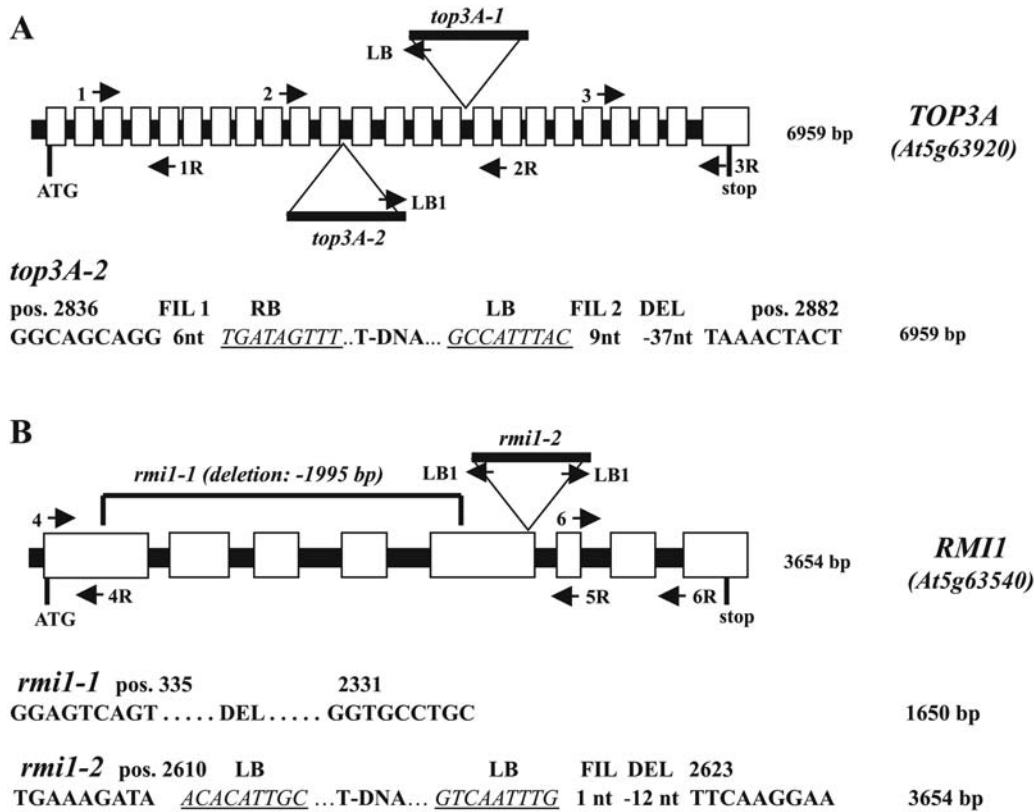 A
top3A-1
LB
1
2
3
6959 bp
TOP3A
(At5g63920)
1R
2R
3R
ATG
stop
LB1
top3A-2
top3A-2
pos. 2836 FIL 1 RB LB FIL 2 DEL pos. 2882
GGCAGCAGG 6nt TGATAGTTT..T-DNA... GCCATTTAC 9nt -37nt TAAACTACT 6959 bp
B
rmi1-2
rmi1-1 (deletion: -1995 bp)
LB1 LB1
4
6
3654 bp
RMI1
(At5g63540)
4R
5R
6R
ATG
stop
rmi1-1 pos. 335 2331
GGAGTCAGT . . . . . DEL . . . . . GGTGCCTGC 1650 bp
rmi1-2 pos. 2610 LB LB FIL DEL 2623
TGAAAGATA ACACATTGC ...T-DNA... GTCAATTTG 1 nt -12 nt TTCAAGGAA 3654 bp